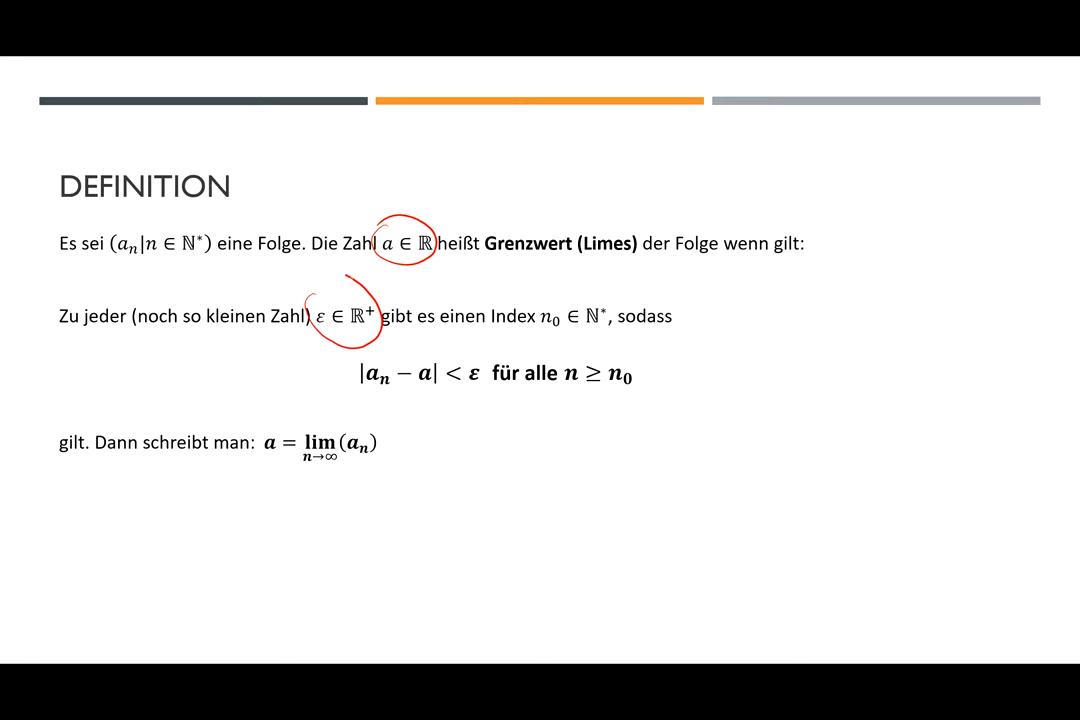 DEFINITION
Es sei (aₙ|n ∈ ℕ*) eine Folge. Die Zahl a ∈ ℝ heißt Grenzwert (Limes) der Folge wenn gilt:
Zu jeder (noch so kleinen Zahl) ε ∈ ℝ⁺ gibt es einen Index n₀ ∈ ℕ*, sodass
|aₙ − a| < ε für alle n ≥ n₀
gilt. Dann schreibt man: a = lim(aₙ)
n→∞